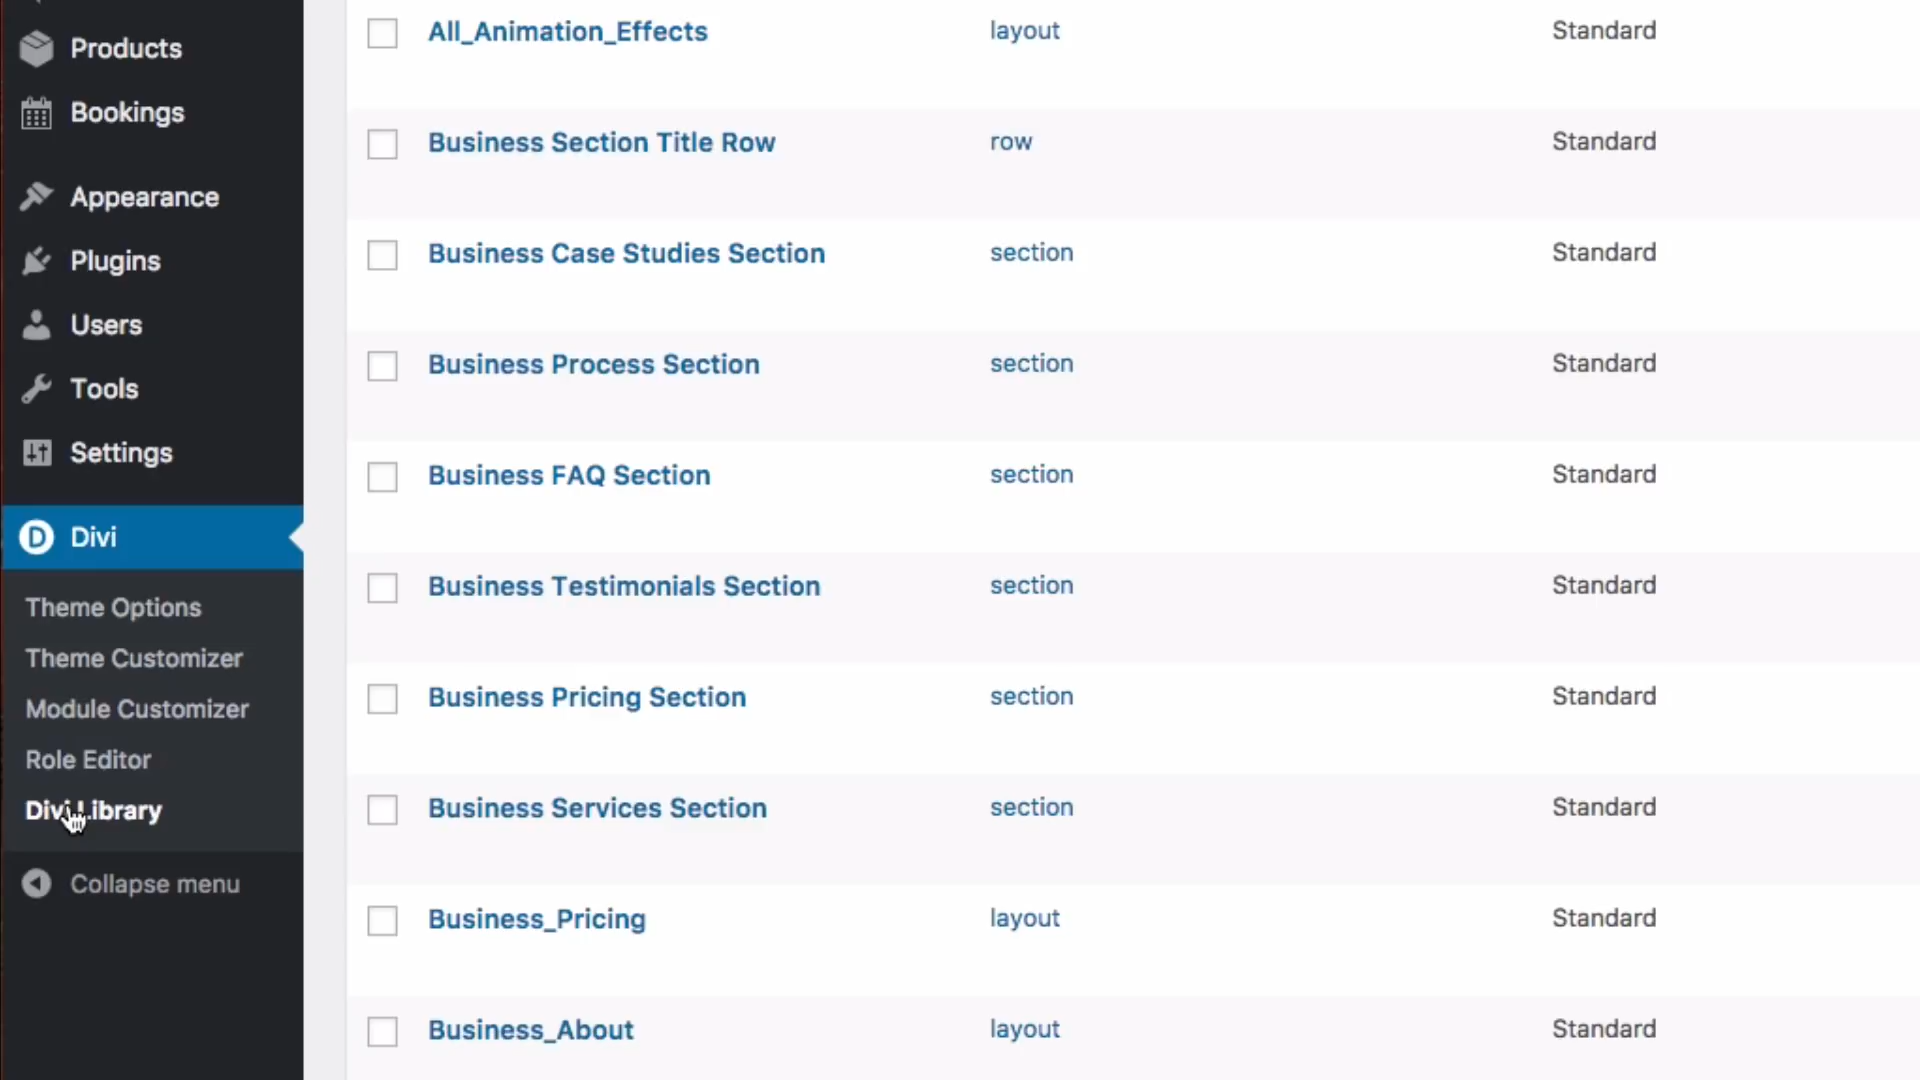 Products
Bookings
Appearance
Plugins
Users
Tools
Settings
Divi
Theme Options
Theme Customizer
Module Customizer
Role Editor
Divi Library
Collapse menu
All_Animation_Effects layout Standard
Business Section Title Row row Standard
Business Case Studies Section section Standard
Business Process Section section Standard
Business FAQ Section section Standard
Business Testimonials Section section Standard
Business Pricing Section section Standard
Business Services Section section Standard
Business_Pricing layout Standard
Business_About layout Standard